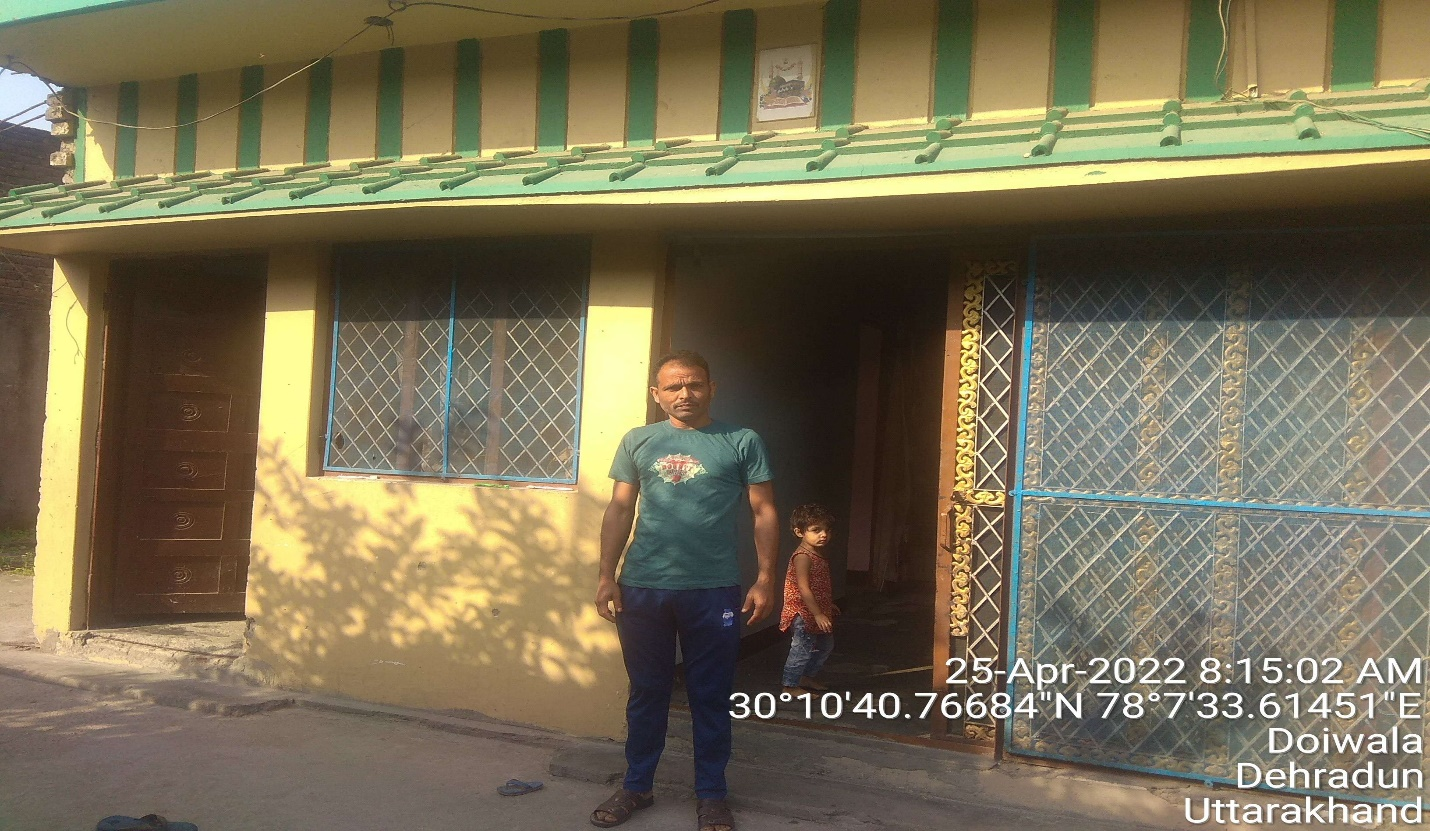 25-Apr-2022 8:15:02 AM
30°10'40.76684"N 78°7'33.61451"E
Doiwala
Dehradun
Uttarakhand